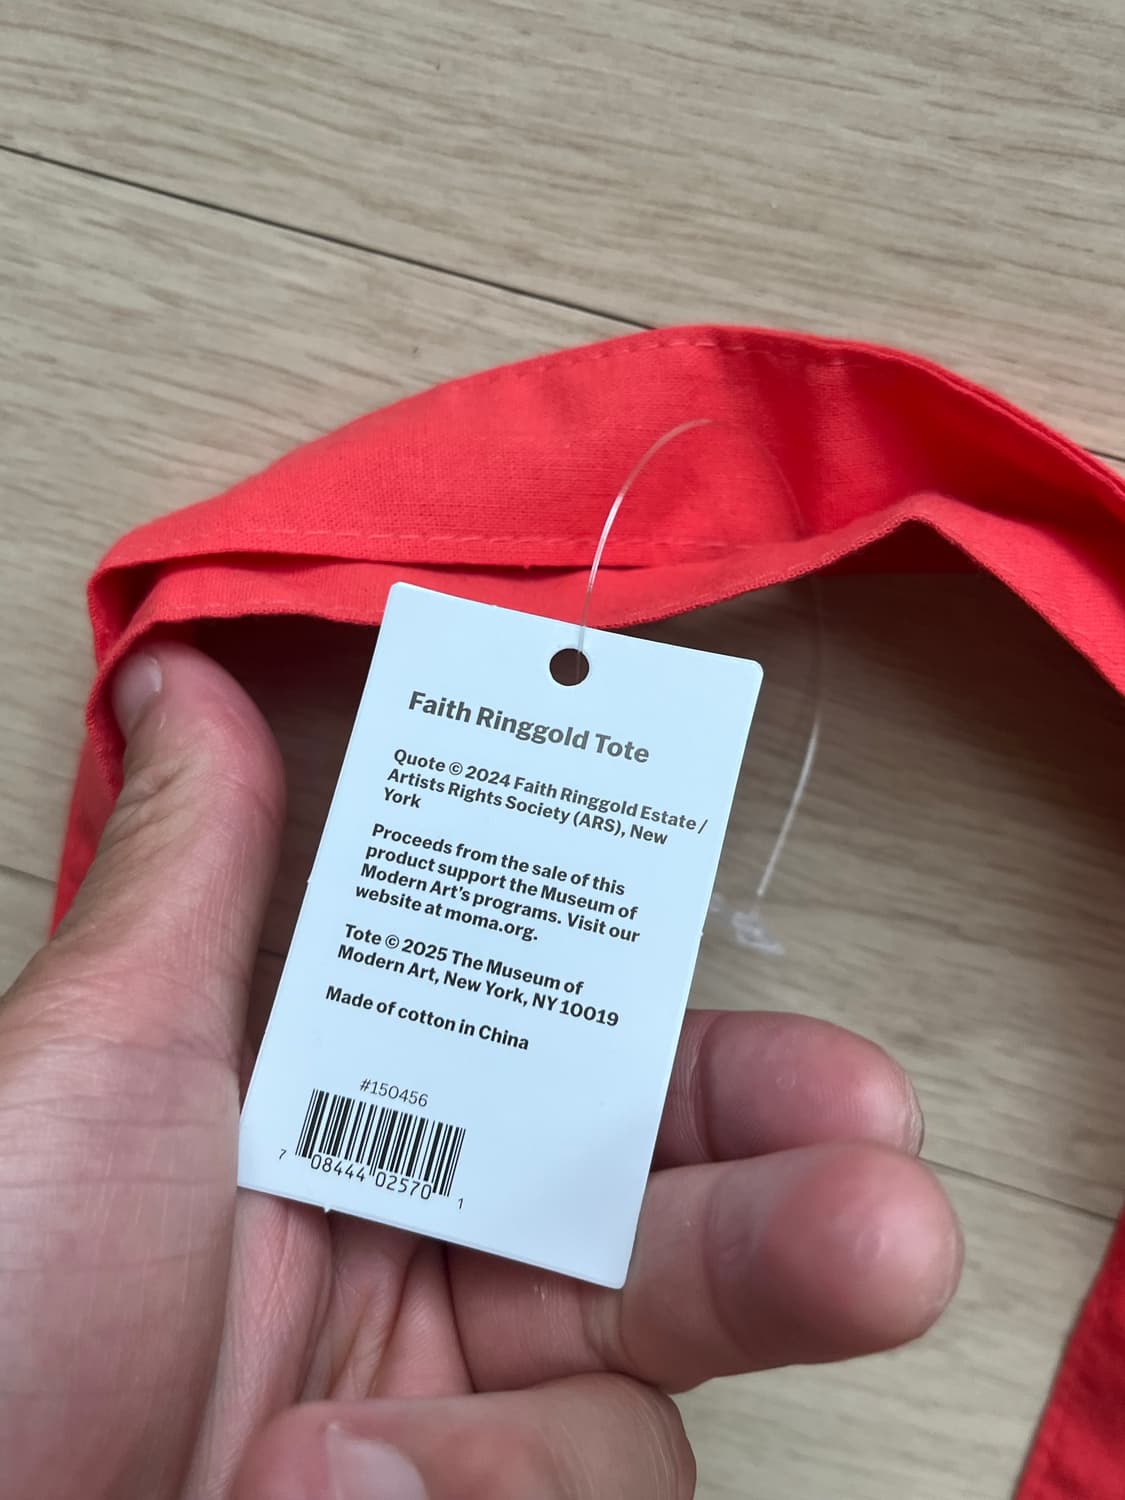 Faith Ringgold Tote
Quote © 2024 Faith Ringgold Estate /
Artists Rights Society (ARS), New
York
Proceeds from the sale of this
product support the Museum of
Modern Art's programs. Visit our
website at moma.org.
Tote © 2025 The Museum of
Modern Art, New York, NY 10019
Made of cotton in China
#150456
7 08444 02570 1